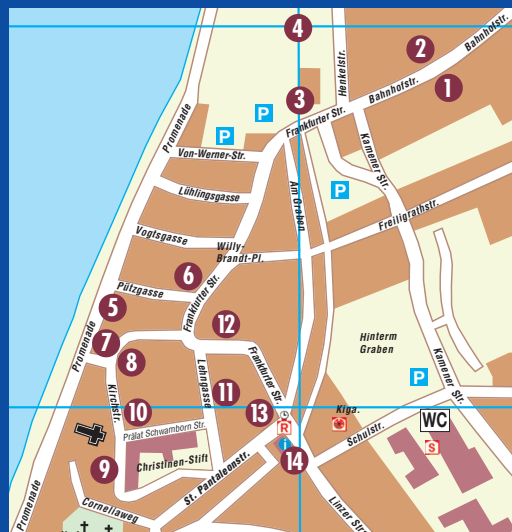 4
2
Bahnhofstr.
Henkelstr.
1
Bahnhofstr.
3
P
Frankfurter Str.
P
Promenade
Von-Werner-Str.
Kamener Str.
P
Lühlingsgasse
Am Graben
Freiligrathstr.
Vogtsgasse
Willy-
Brandt-Pl.
6
Pützgasse
5
Frankfurter Str.
12
Promenade
7
8
Hinterm
Graben
Lehngasse
Frankfurter Str.
Kamener Str.
P
11
Kirchstr.
10
13
Kiga.
WC
R
Prälat Schwamborn Str.
Schulstr.
S
i
Christinen-Stift
14
9
St. Pantaleonstr.
Promenade
Corneliaweg
Linzer Str.